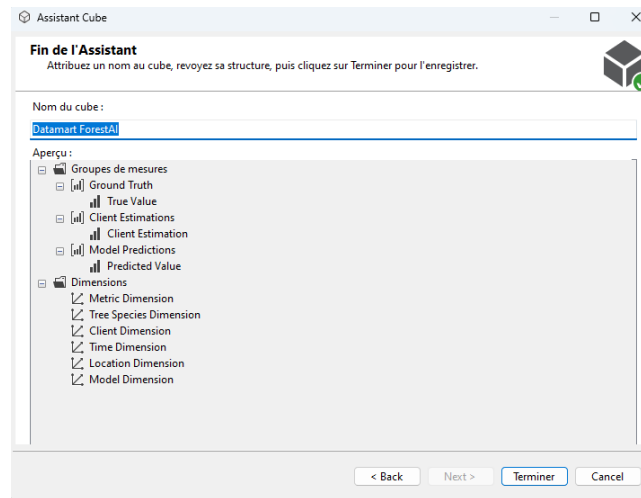 Assistant Cube
Fin de l'Assistant
Attribuez un nom au cube, revoyez sa structure, puis cliquez sur Terminer pour l'enregistrer.
Nom du cube :
Datamart ForestAI
Aperçu :
Groupes de mesures
Ground Truth
True Value
Client Estimations
Client Estimation
Model Predictions
Predicted Value
Dimensions
Metric Dimension
Tree Species Dimension
Client Dimension
Time Dimension
Location Dimension
Model Dimension
< Back Next > Terminer Cancel